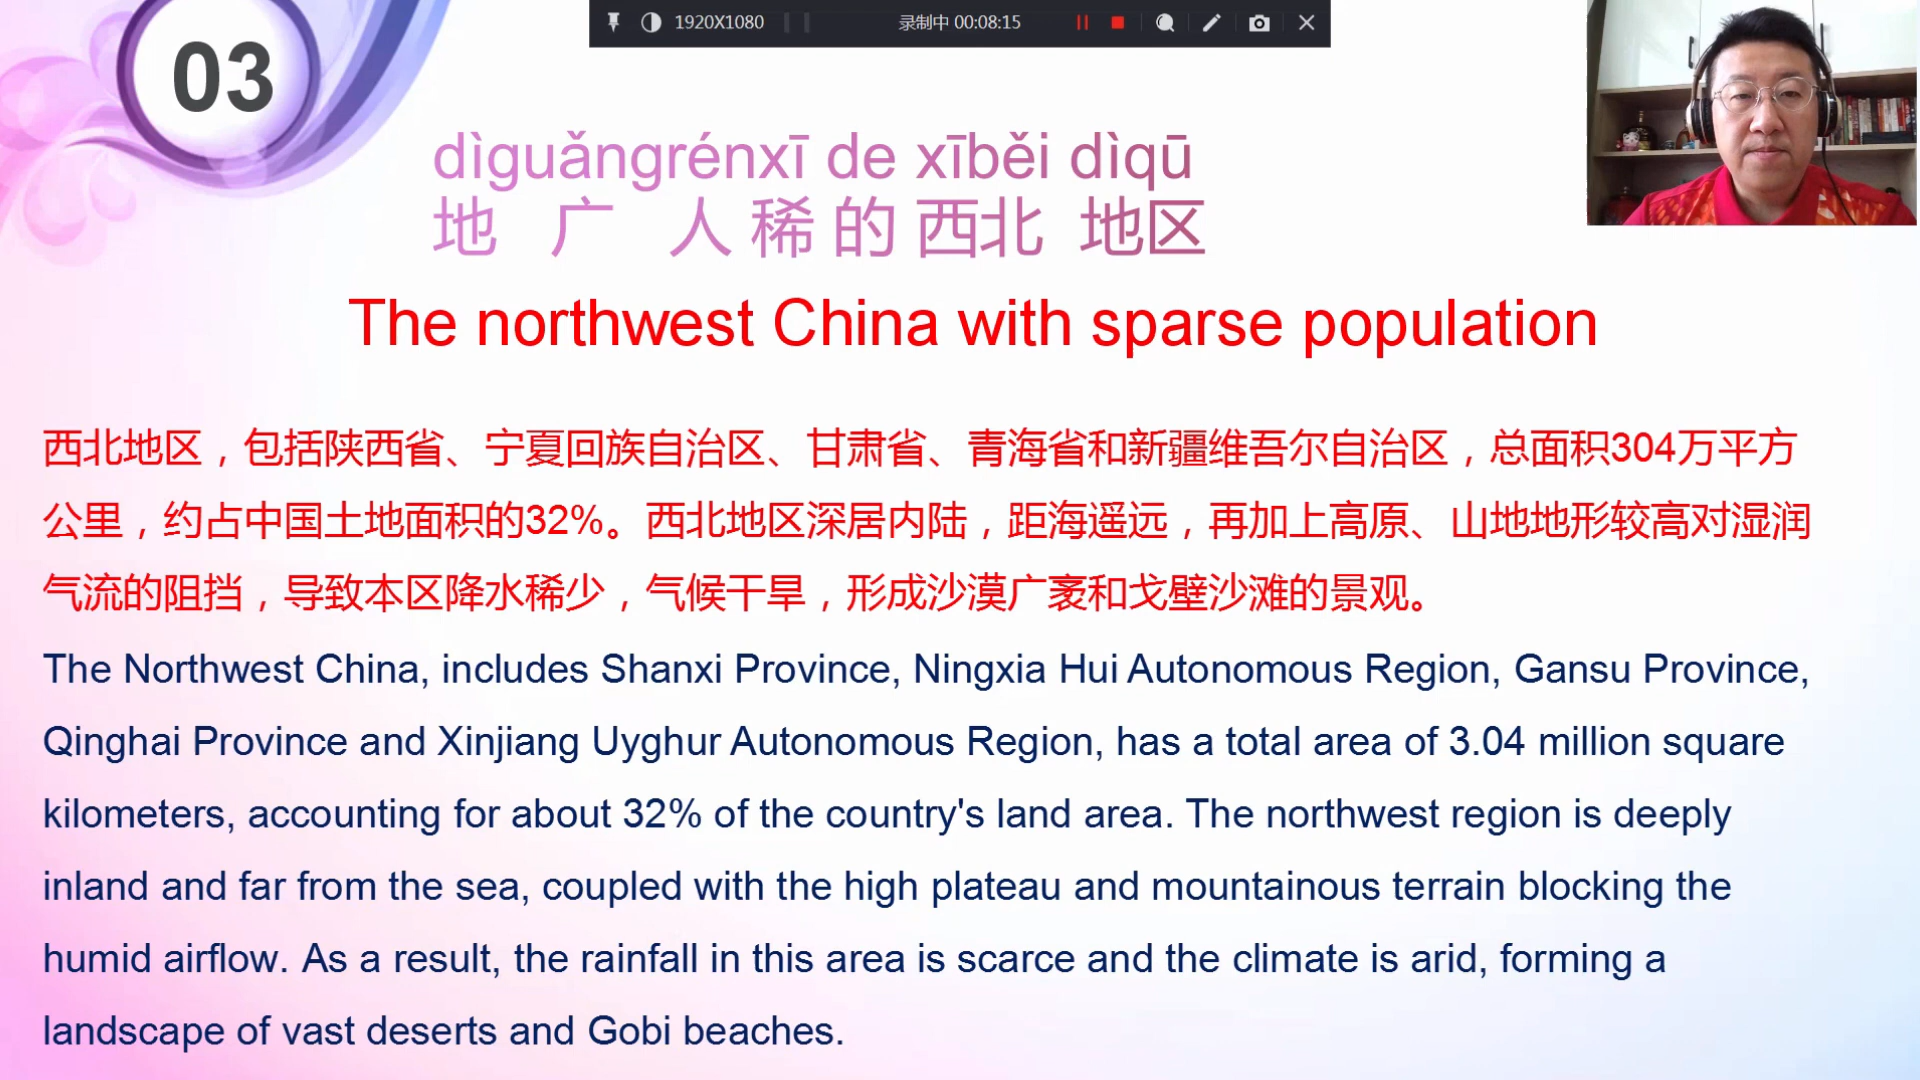 1920X1080 录制中 00:08:15
03
dìguǎngrénxī de xīběi dìqū
地 广 人 稀 的 西北 地区
The northwest China with sparse population
西北地区，包括陕西省、宁夏回族自治区、甘肃省、青海省和新疆维吾尔自治区，总面积304万平方
公里，约占中国土地面积的32%。西北地区深居内陆，距海遥远，再加上高原、山地地形较高对湿润
气流的阻挡，导致本区降水稀少，气候干旱，形成沙漠广袤和戈壁沙滩的景观。
The Northwest China, includes Shanxi Province, Ningxia Hui Autonomous Region, Gansu Province,
Qinghai Province and Xinjiang Uyghur Autonomous Region, has a total area of 3.04 million square
kilometers, accounting for about 32% of the country's land area. The northwest region is deeply
inland and far from the sea, coupled with the high plateau and mountainous terrain blocking the
humid airflow. As a result, the rainfall in this area is scarce and the climate is arid, forming a
landscape of vast deserts and Gobi beaches.